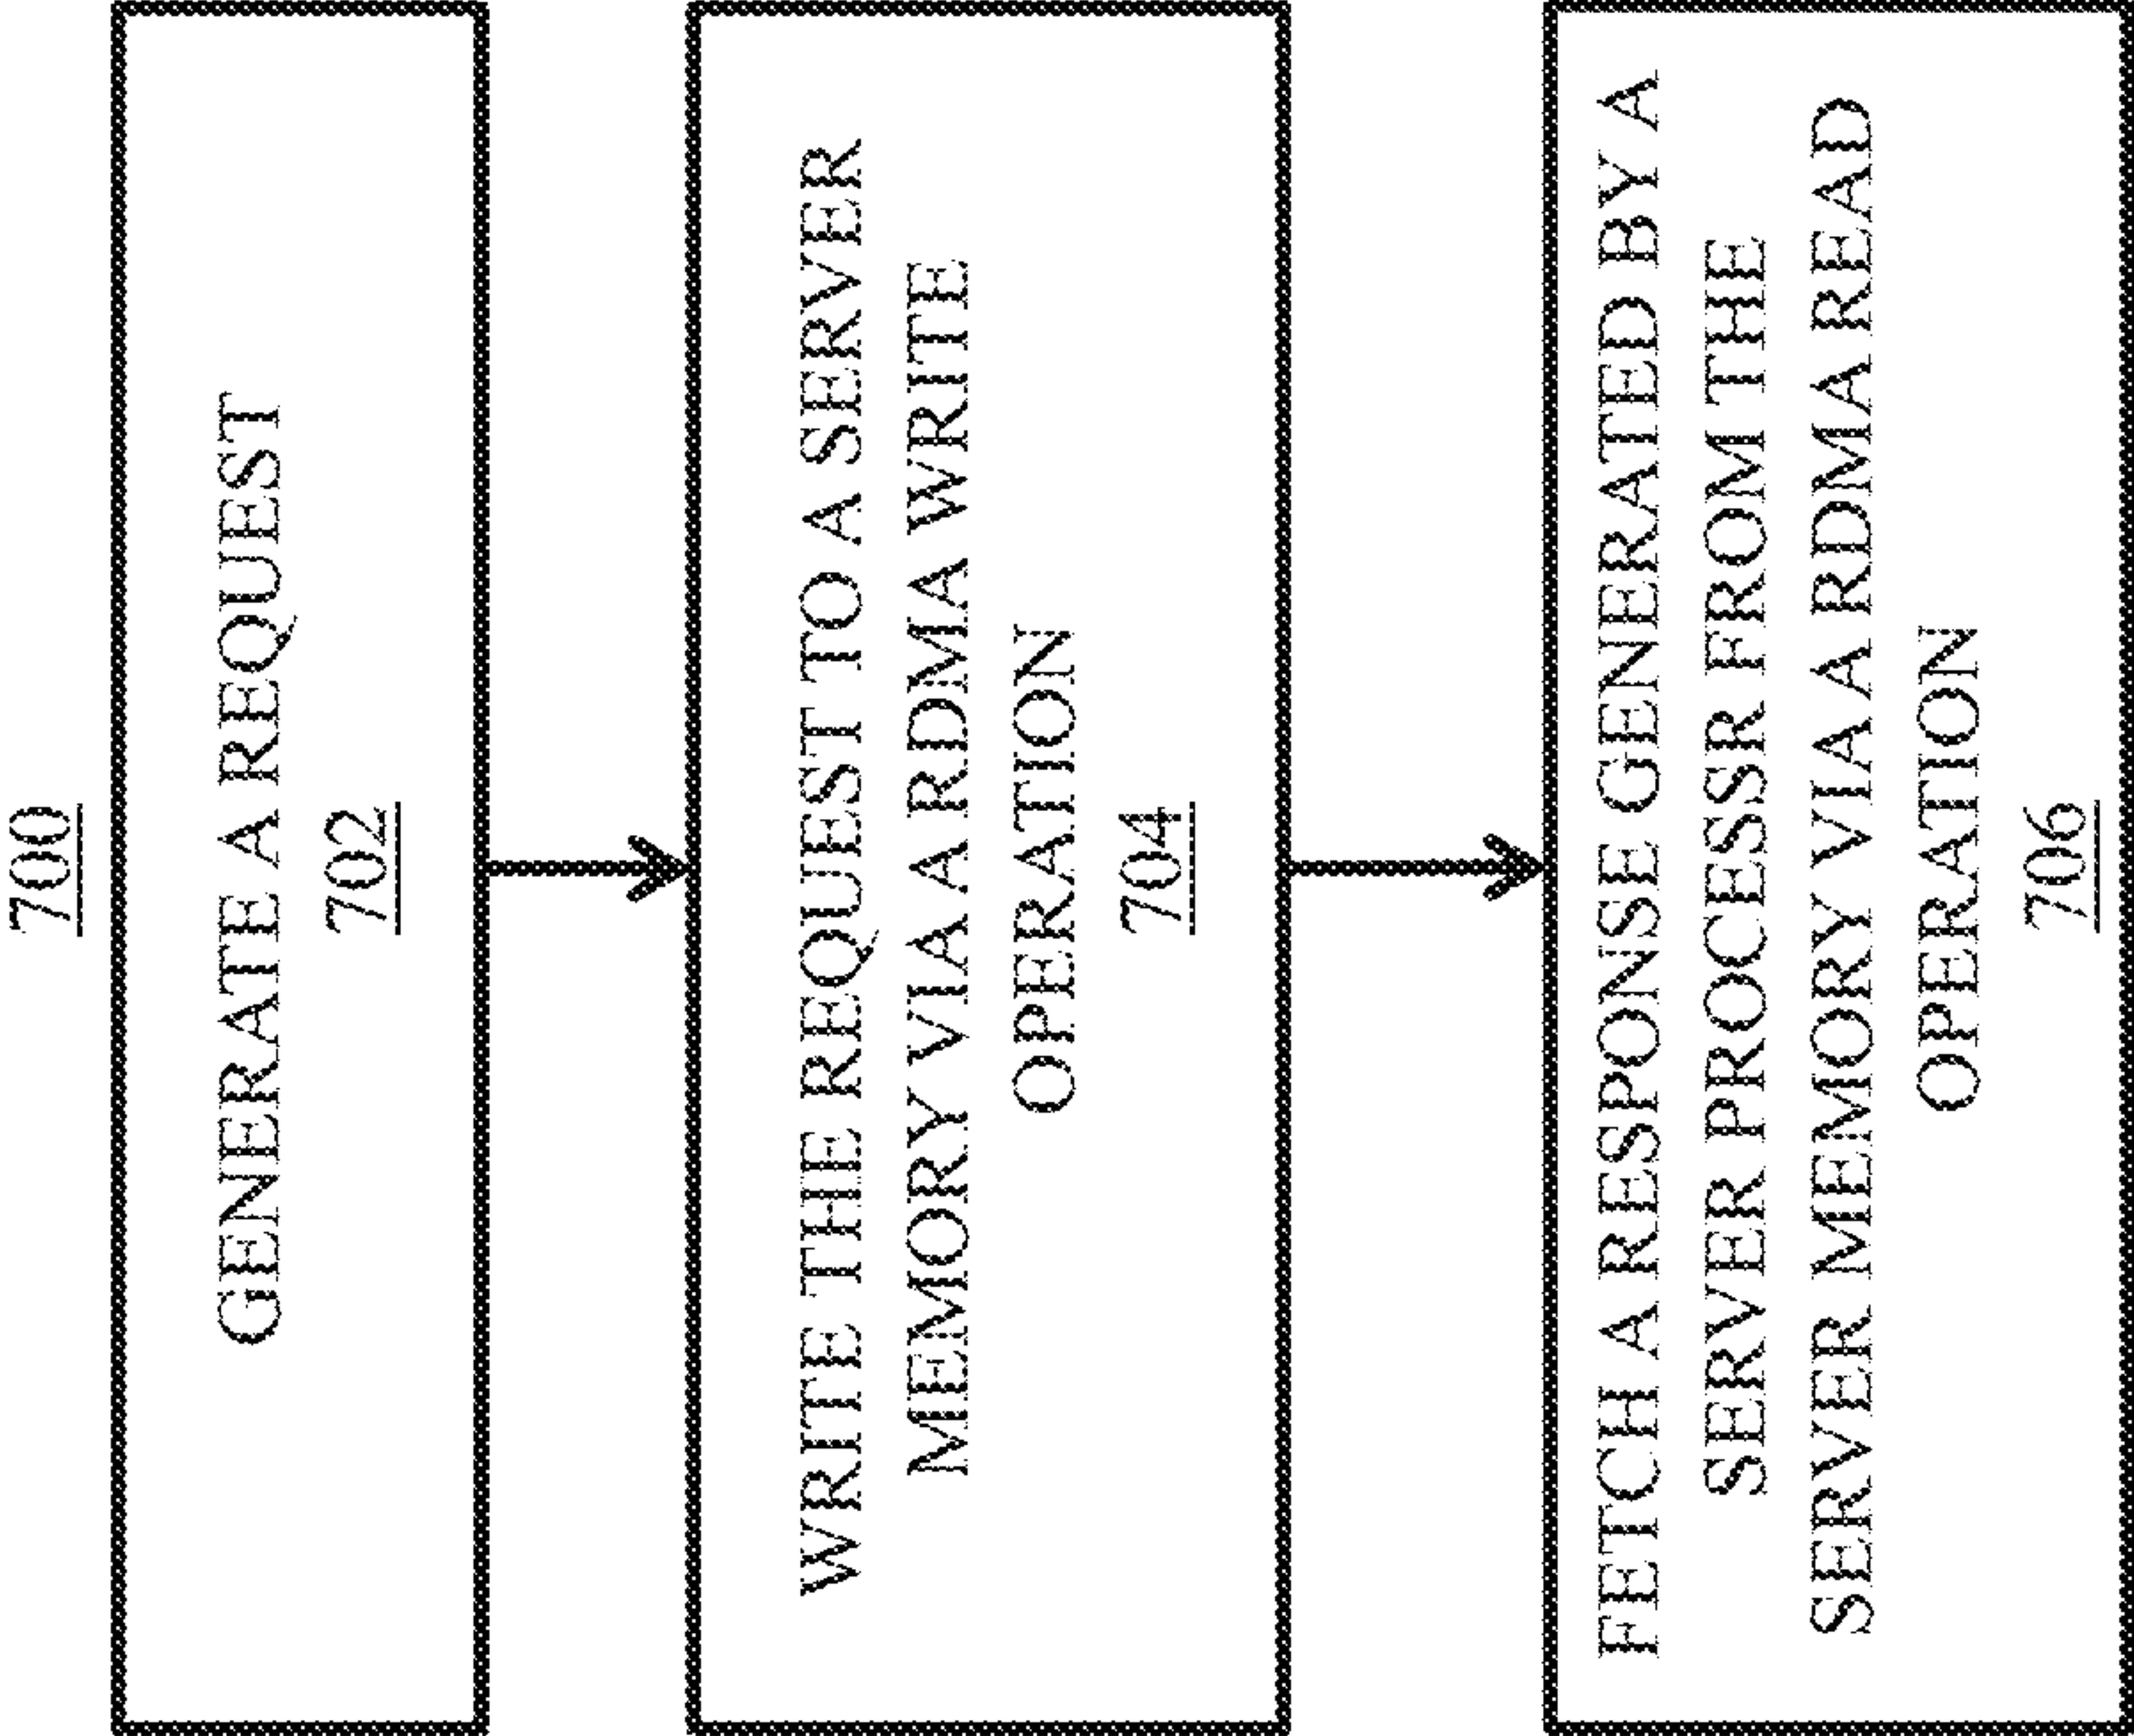 700
GENERATE A REQUEST
702
WRITE THE REQUEST TO A SERVER
MEMORY VIA A RDMA WRITE
OPERATION
704
FETCH A RESPONSE GENERATED BY A
SERVER PROCESSR FROM THE
SERVER MEMORY VIA A RDMA READ
OPERATION
706